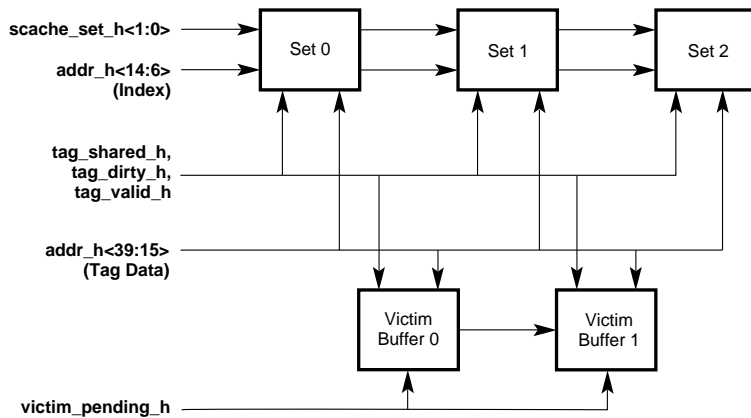 scache_set_h<1:0>
Set 0
Set 1
Set 2
addr_h<14:6>
(Index)
tag_shared_h,
tag_dirty_h,
tag_valid_h
addr_h<39:15>
(Tag Data)
Victim
Buffer 0
Victim
Buffer 1
victim_pending_h